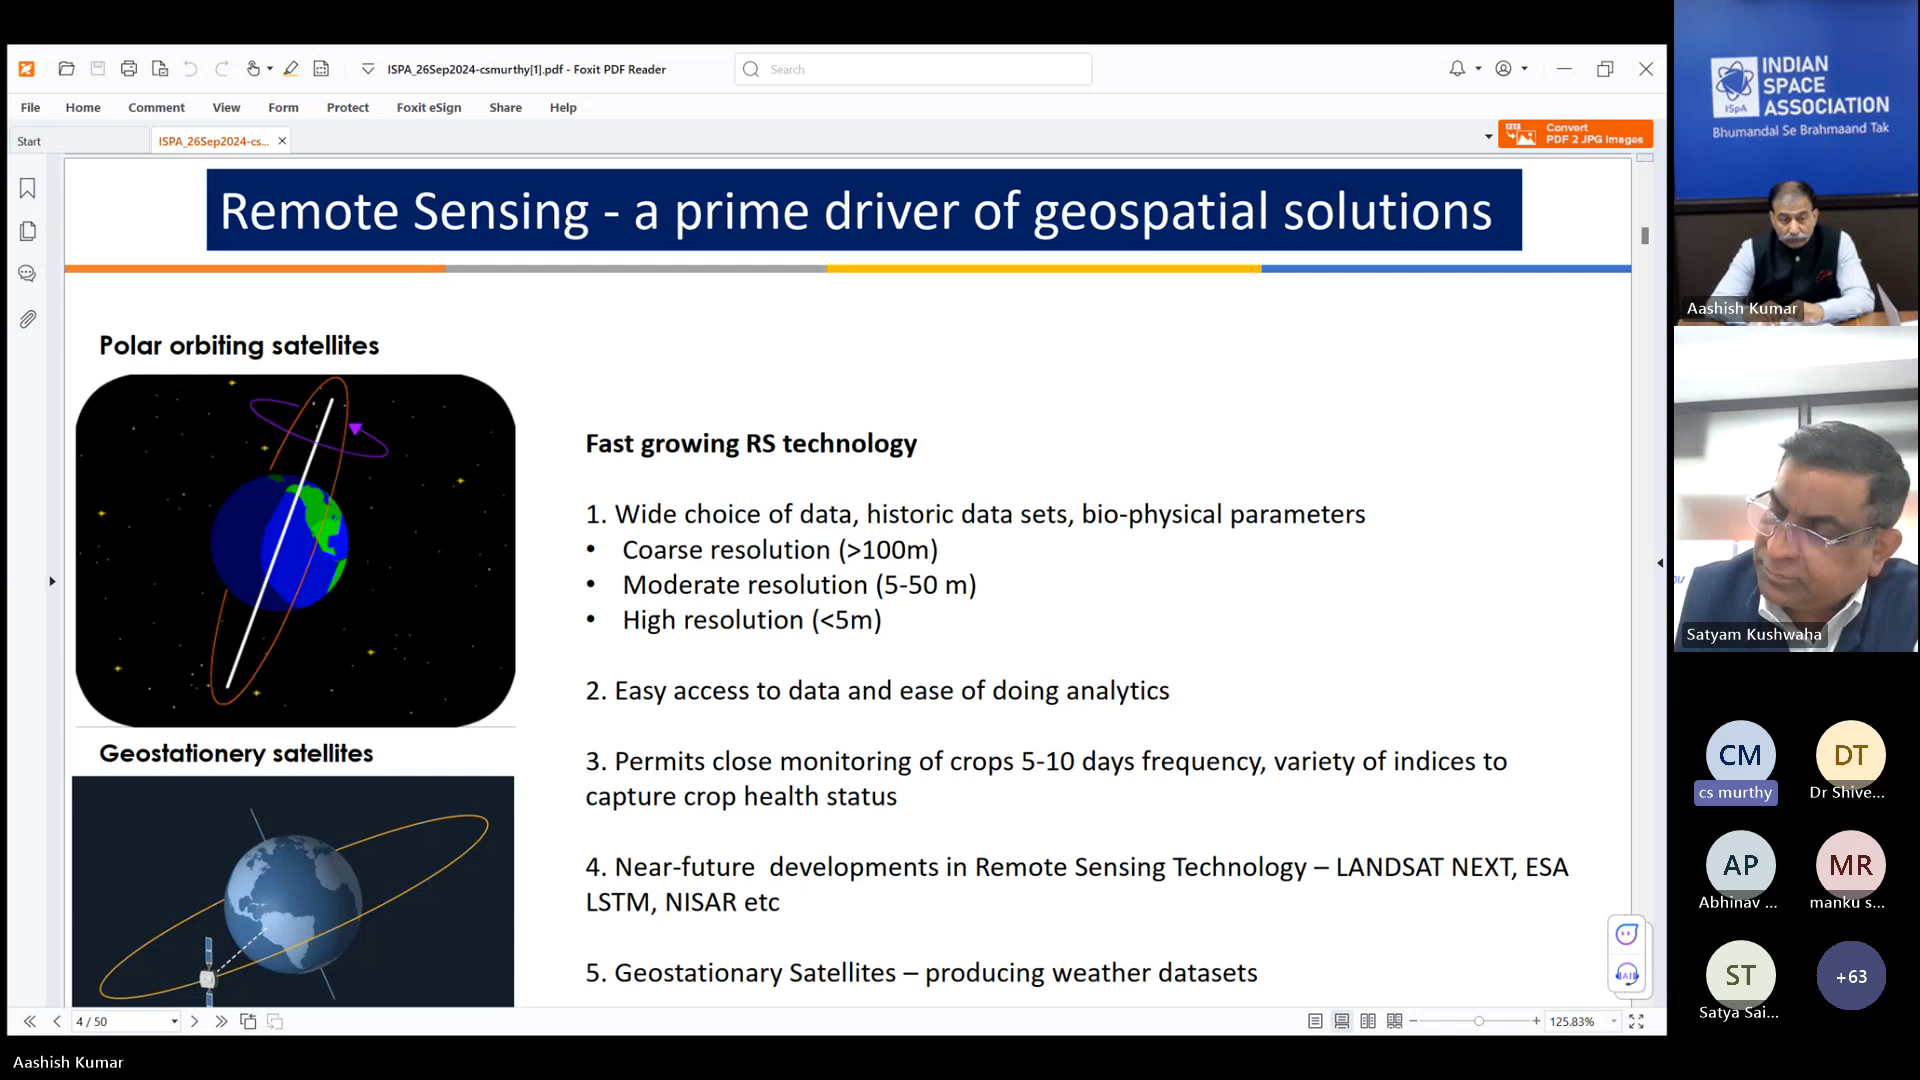 ISPA_26Sep2024-csmurthy[1].pdf - Foxit PDF Reader
Search
File Home Comment View Form Protect Foxit eSign Share Help
Start
ISPA_26Sep2024-cs...
Convert
PDF 2 JPG Images
Remote Sensing - a prime driver of geospatial solutions
Polar orbiting satellites
Geostationery satellites
Fast growing RS technology
1. Wide choice of data, historic data sets, bio-physical parameters
• Coarse resolution (>100m)
• Moderate resolution (5-50 m)
• High resolution (<5m)
2. Easy access to data and ease of doing analytics
3. Permits close monitoring of crops 5-10 days frequency, variety of indices to
capture crop health status
4. Near-future developments in Remote Sensing Technology – LANDSAT NEXT, ESA
LSTM, NISAR etc
5. Geostationary Satellites – producing weather datasets
4 / 50
125.83%
Aashish Kumar
ISpA
INDIAN
SPACE
ASSOCIATION
Bhumandal Se Brahmaand Tak
Aashish Kumar
Satyam Kushwaha
CM
cs murthy
DT
Dr Shive...
AP
Abhinav ...
MR
manku s...
ST
Satya Sai...
+63